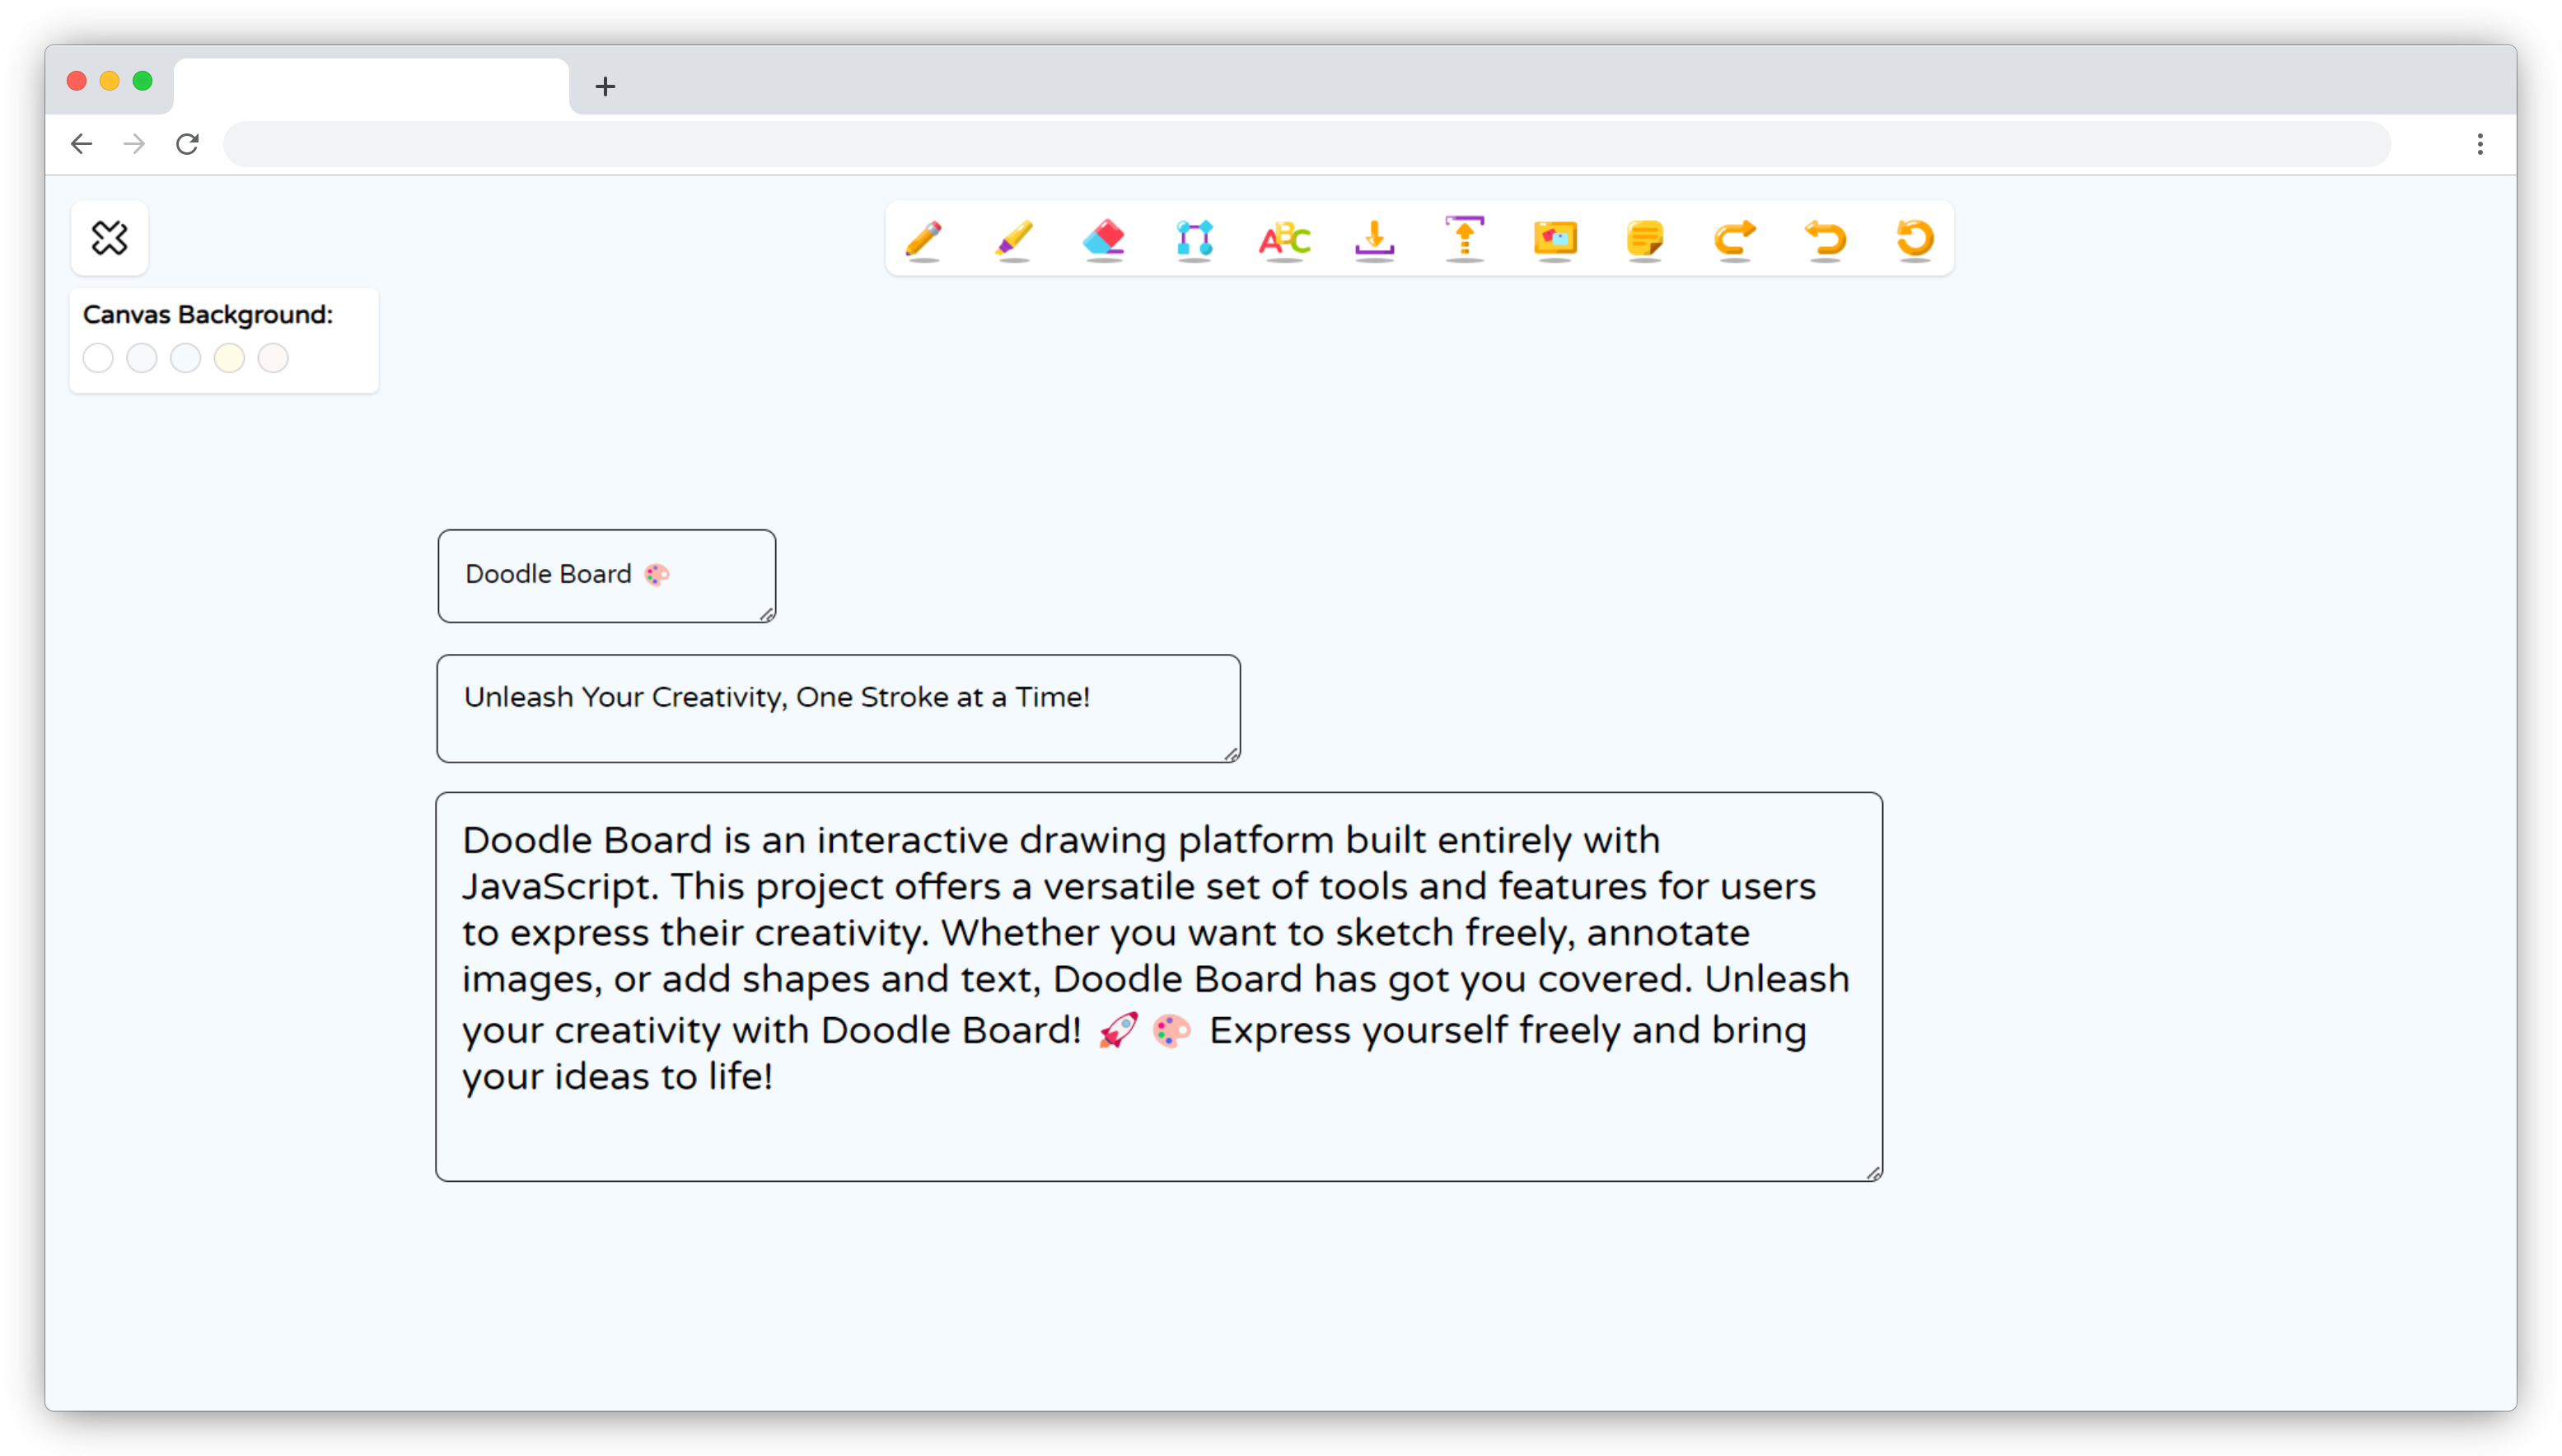 ABC
Canvas Background:
Doodle Board 🎨
Unleash Your Creativity, One Stroke at a Time!
Doodle Board is an interactive drawing platform built entirely with
JavaScript. This project offers a versatile set of tools and features for users
to express their creativity. Whether you want to sketch freely, annotate
images, or add shapes and text, Doodle Board has got you covered. Unleash
your creativity with Doodle Board! 🚀 🎨 Express yourself freely and bring
your ideas to life!